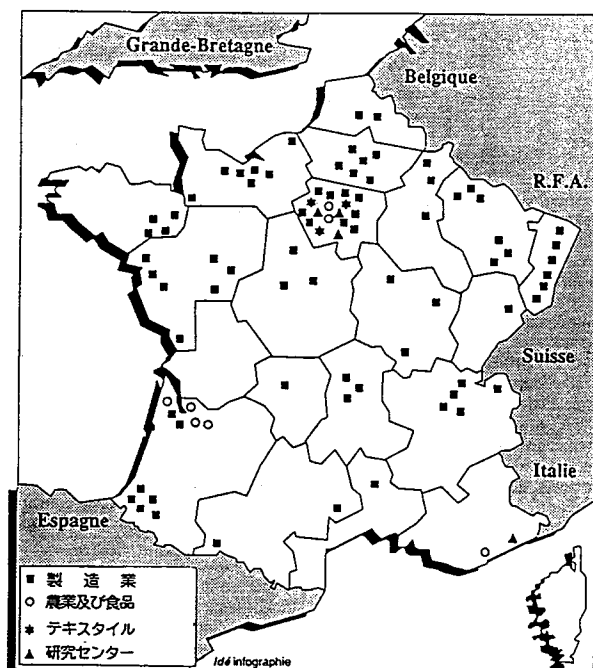 Grande-Bretagne
Belgique
R.F.A.
Suisse
Italie
Espagne
製造業
農業及び食品
テキスタイル
研究センター
Idé infographie